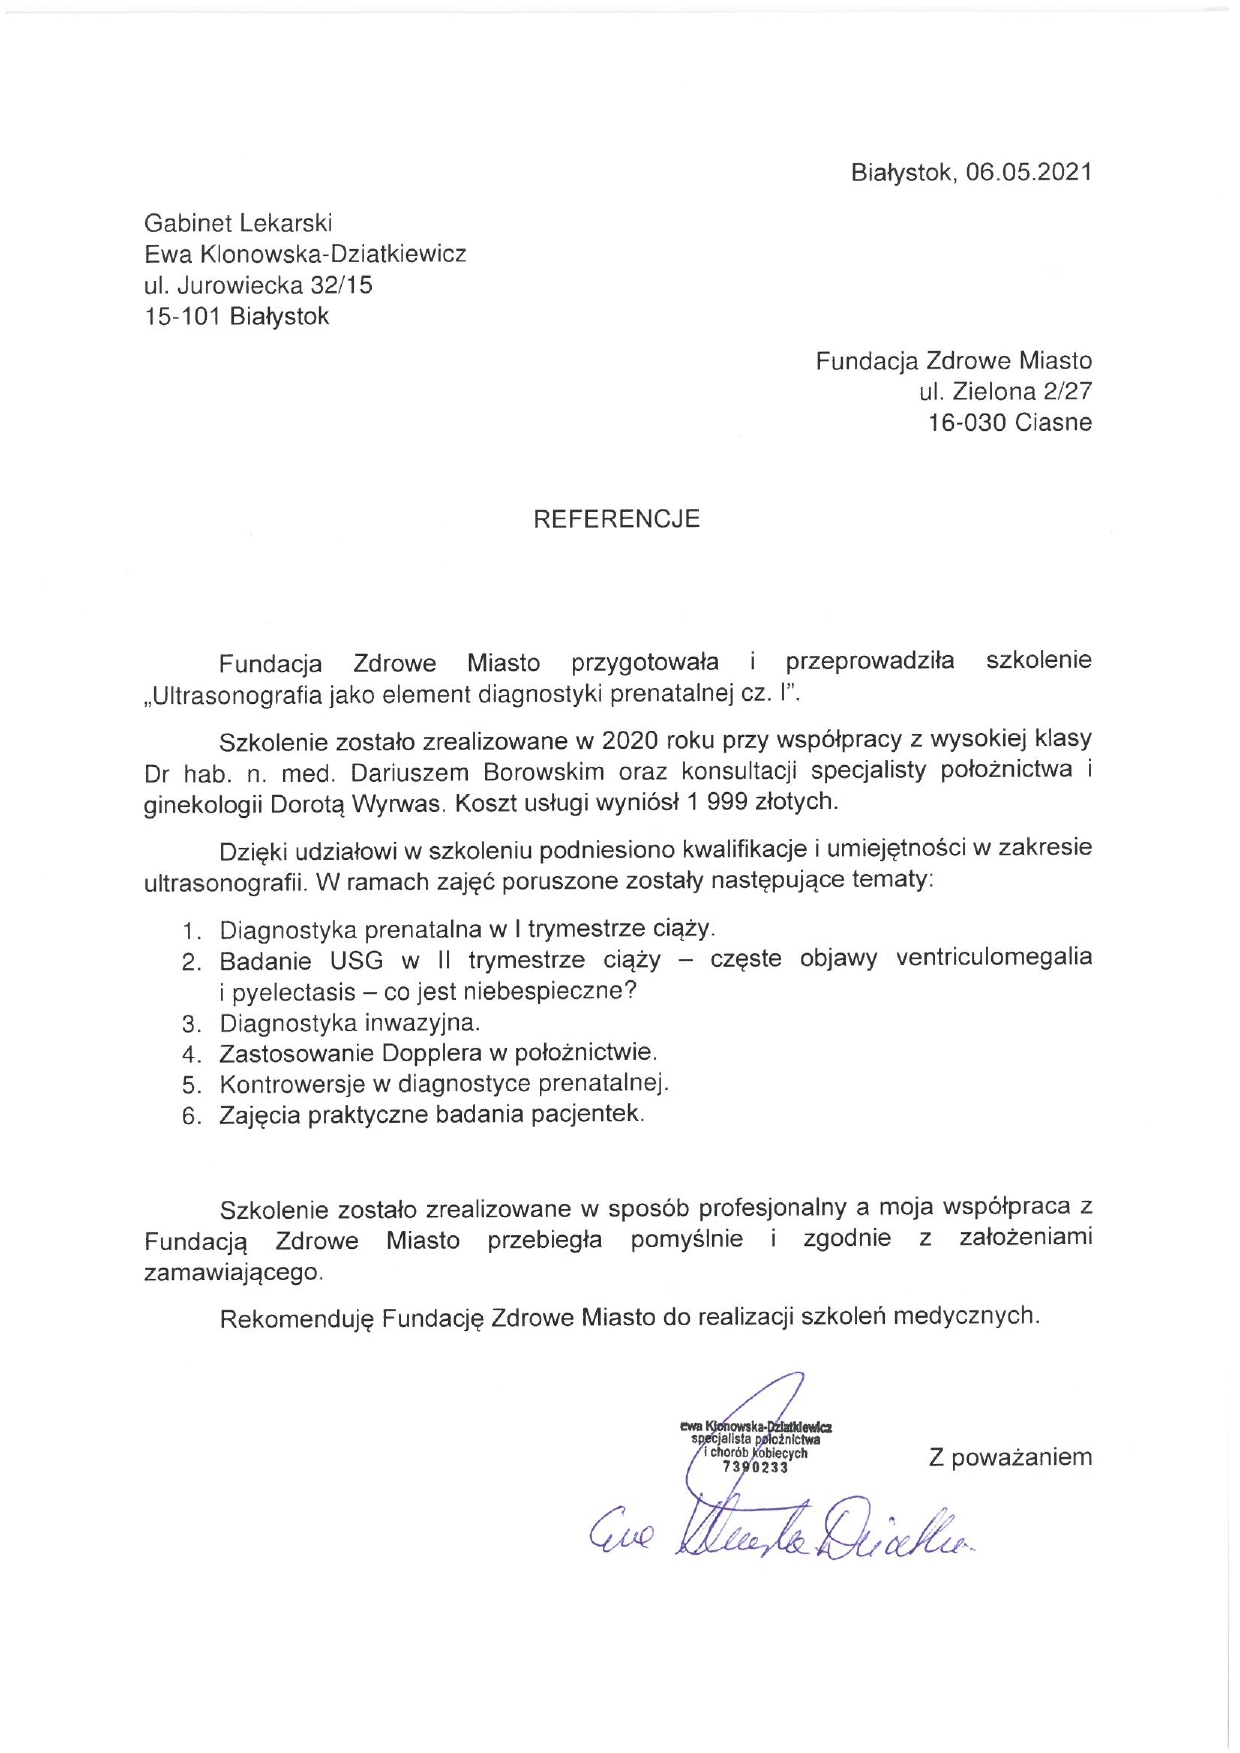 Białystok, 06.05.2021
Gabinet Lekarski
Ewa Klonowska-Dziatkiewicz
ul. Jurowiecka 32/15
15-101 Białystok
Fundacja Zdrowe Miasto
ul. Zielona 2/27
16-030 Ciasne
REFERENCJE
Fundacja Zdrowe Miasto przygotowała i przeprowadziła szkolenie
„Ultrasonografia jako element diagnostyki prenatalnej cz. I”.
Szkolenie zostało zrealizowane w 2020 roku przy współpracy z wysokiej klasy
Dr hab. n. med. Dariuszem Borowskim oraz konsultacji specjalisty położnictwa i
ginekologii Dorotą Wyrwas. Koszt usługi wyniósł 1 999 złotych.
Dzięki udziałowi w szkoleniu podniesiono kwalifikacje i umiejętności w zakresie
ultrasonografii. W ramach zajęć poruszone zostały następujące tematy:
1. Diagnostyka prenatalna w I trymestrze ciąży.
2. Badanie USG w II trymestrze ciąży – częste objawy ventriculomegalia
i pyelectasis – co jest niebespieczne?
3. Diagnostyka inwazyjna.
4. Zastosowanie Dopplera w położnictwie.
5. Kontrowersje w diagnostyce prenatalnej.
6. Zajęcia praktyczne badania pacjentek.
Szkolenie zostało zrealizowane w sposób profesjonalny a moja współpraca z
Fundacją Zdrowe Miasto przebiegła pomyślnie i zgodnie z założeniami
zamawiającego.
Rekomenduję Fundację Zdrowe Miasto do realizacji szkoleń medycznych.
Ewa Klonowska-Dziatkiewicz
specjalista położnictwa
i chorób kobiecych
7390233
Z poważaniem
Ewa